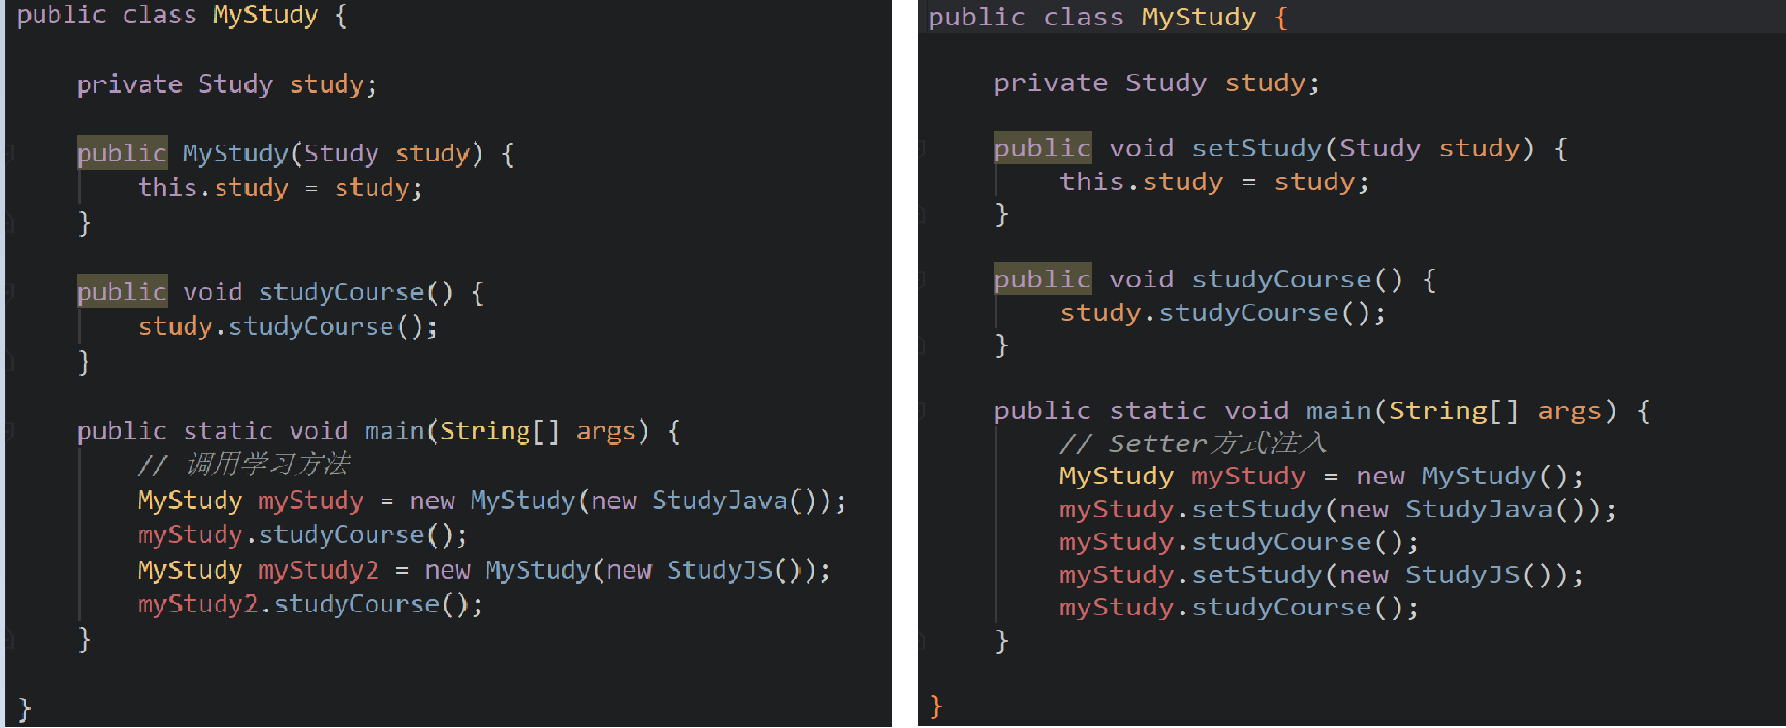 public class MyStudy {
private Study study;
public MyStudy(Study study) {
this.study = study;
}
public void studyCourse() {
study.studyCourse();
}
public static void main(String[] args) {
// 调用学习方法
MyStudy myStudy = new MyStudy(new StudyJava());
myStudy.studyCourse();
MyStudy myStudy2 = new MyStudy(new StudyJS());
myStudy2.studyCourse();
}
}
public class MyStudy {
private Study study;
public void setStudy(Study study) {
this.study = study;
}
public void studyCourse() {
study.studyCourse();
}
public static void main(String[] args) {
// Setter方式注入
MyStudy myStudy = new MyStudy();
myStudy.setStudy(new StudyJava());
myStudy.studyCourse();
myStudy.setStudy(new StudyJS());
myStudy.studyCourse();
}
}